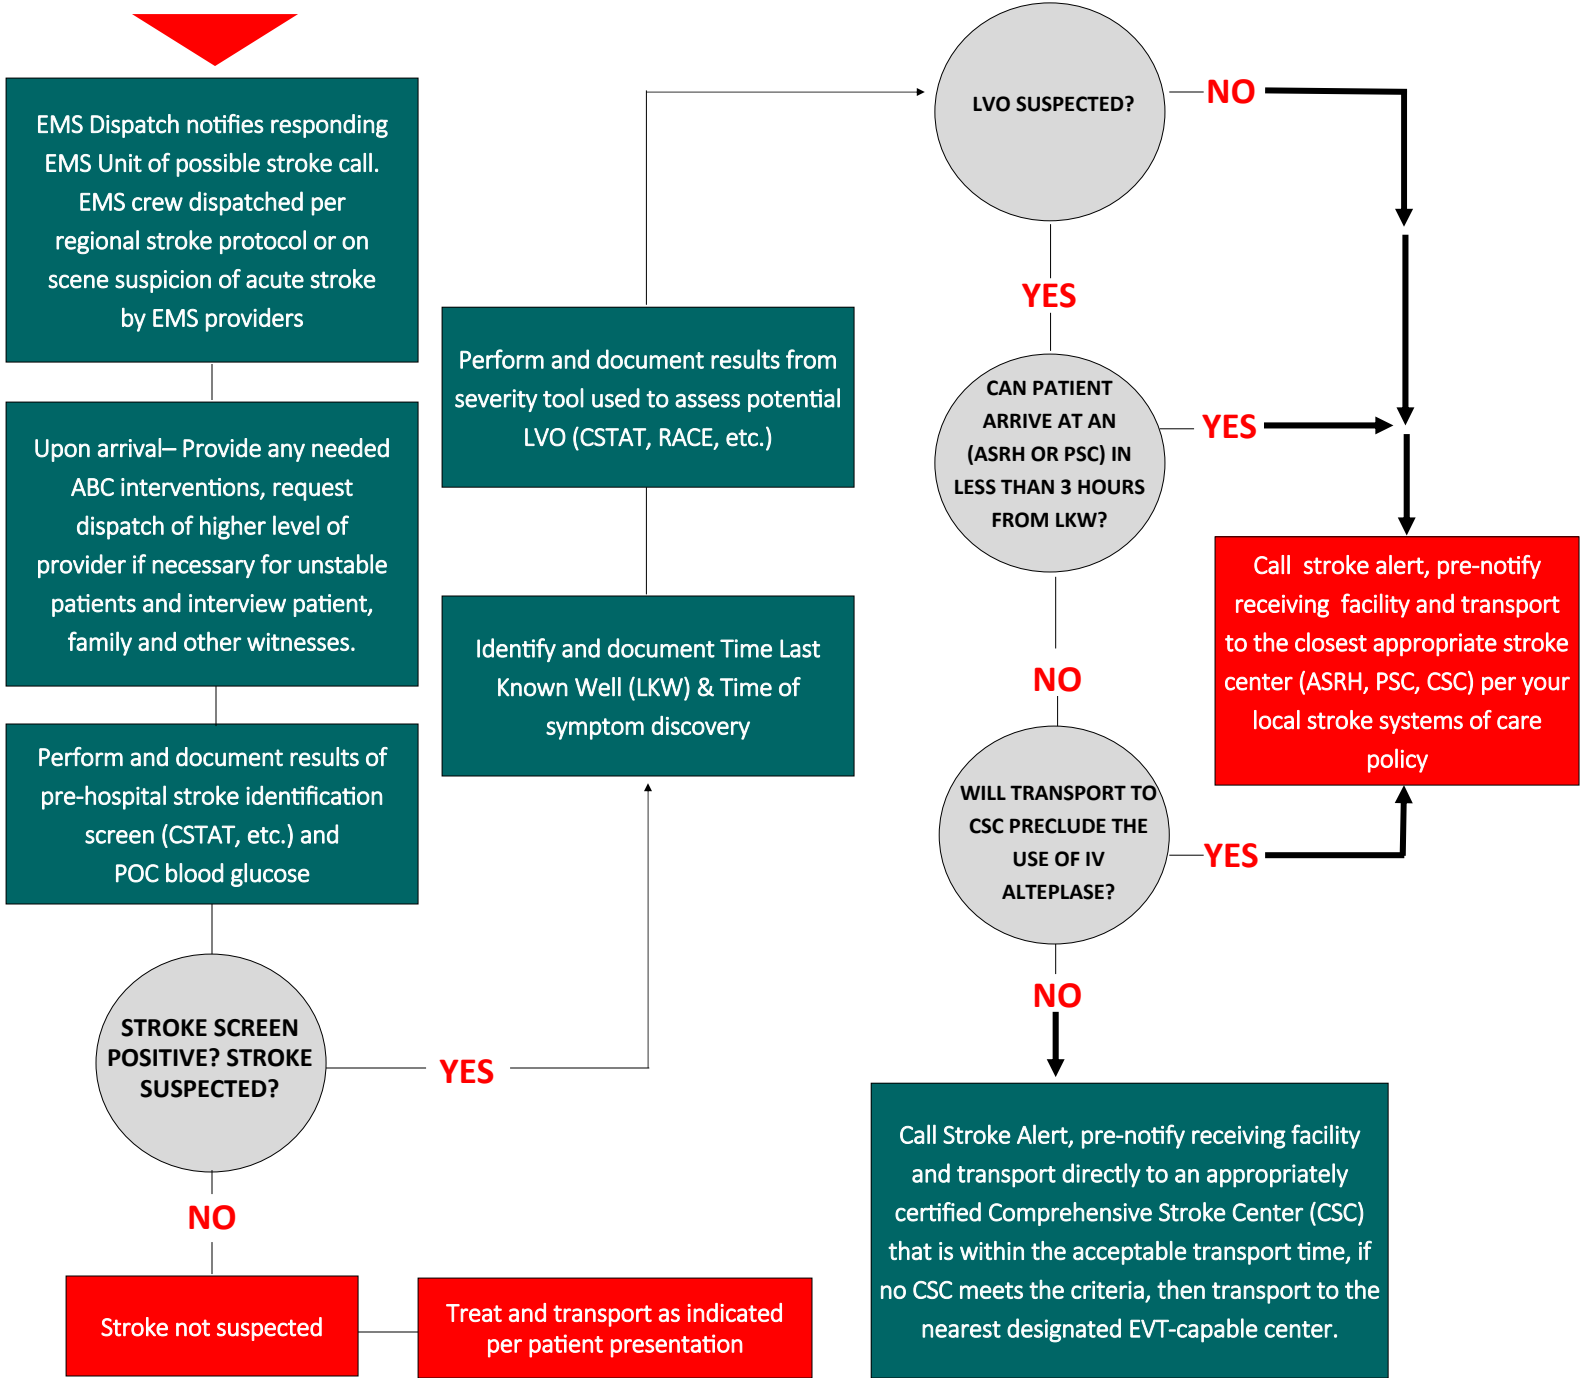 EMS Dispatch notifies responding
EMS Unit of possible stroke call.
EMS crew dispatched per
regional stroke protocol or on
scene suspicion of acute stroke
by EMS providers
Upon arrival– Provide any needed
ABC interventions, request
dispatch of higher level of
provider if necessary for unstable
patients and interview patient,
family and other witnesses.
Perform and document results of
pre-hospital stroke identification
screen (CSTAT, etc.) and
POC blood glucose
STROKE SCREEN
POSITIVE? STROKE
SUSPECTED?
YES
NO
Stroke not suspected
Treat and transport as indicated
per patient presentation
Identify and document Time Last
Known Well (LKW) & Time of
symptom discovery
Perform and document results from
severity tool used to assess potential
LVO (CSTAT, RACE, etc.)
LVO SUSPECTED?
NO
YES
CAN PATIENT
ARRIVE AT AN
(ASRH OR PSC) IN
LESS THAN 3 HOURS
FROM LKW?
YES
NO
WILL TRANSPORT TO
CSC PRECLUDE THE
USE OF IV
ALTEPLASE?
YES
NO
Call stroke alert, pre-notify
receiving facility and transport
to the closest appropriate stroke
center (ASRH, PSC, CSC) per your
local stroke systems of care
policy
Call Stroke Alert, pre-notify receiving facility
and transport directly to an appropriately
certified Comprehensive Stroke Center (CSC)
that is within the acceptable transport time, if
no CSC meets the criteria, then transport to the
nearest designated EVT-capable center.